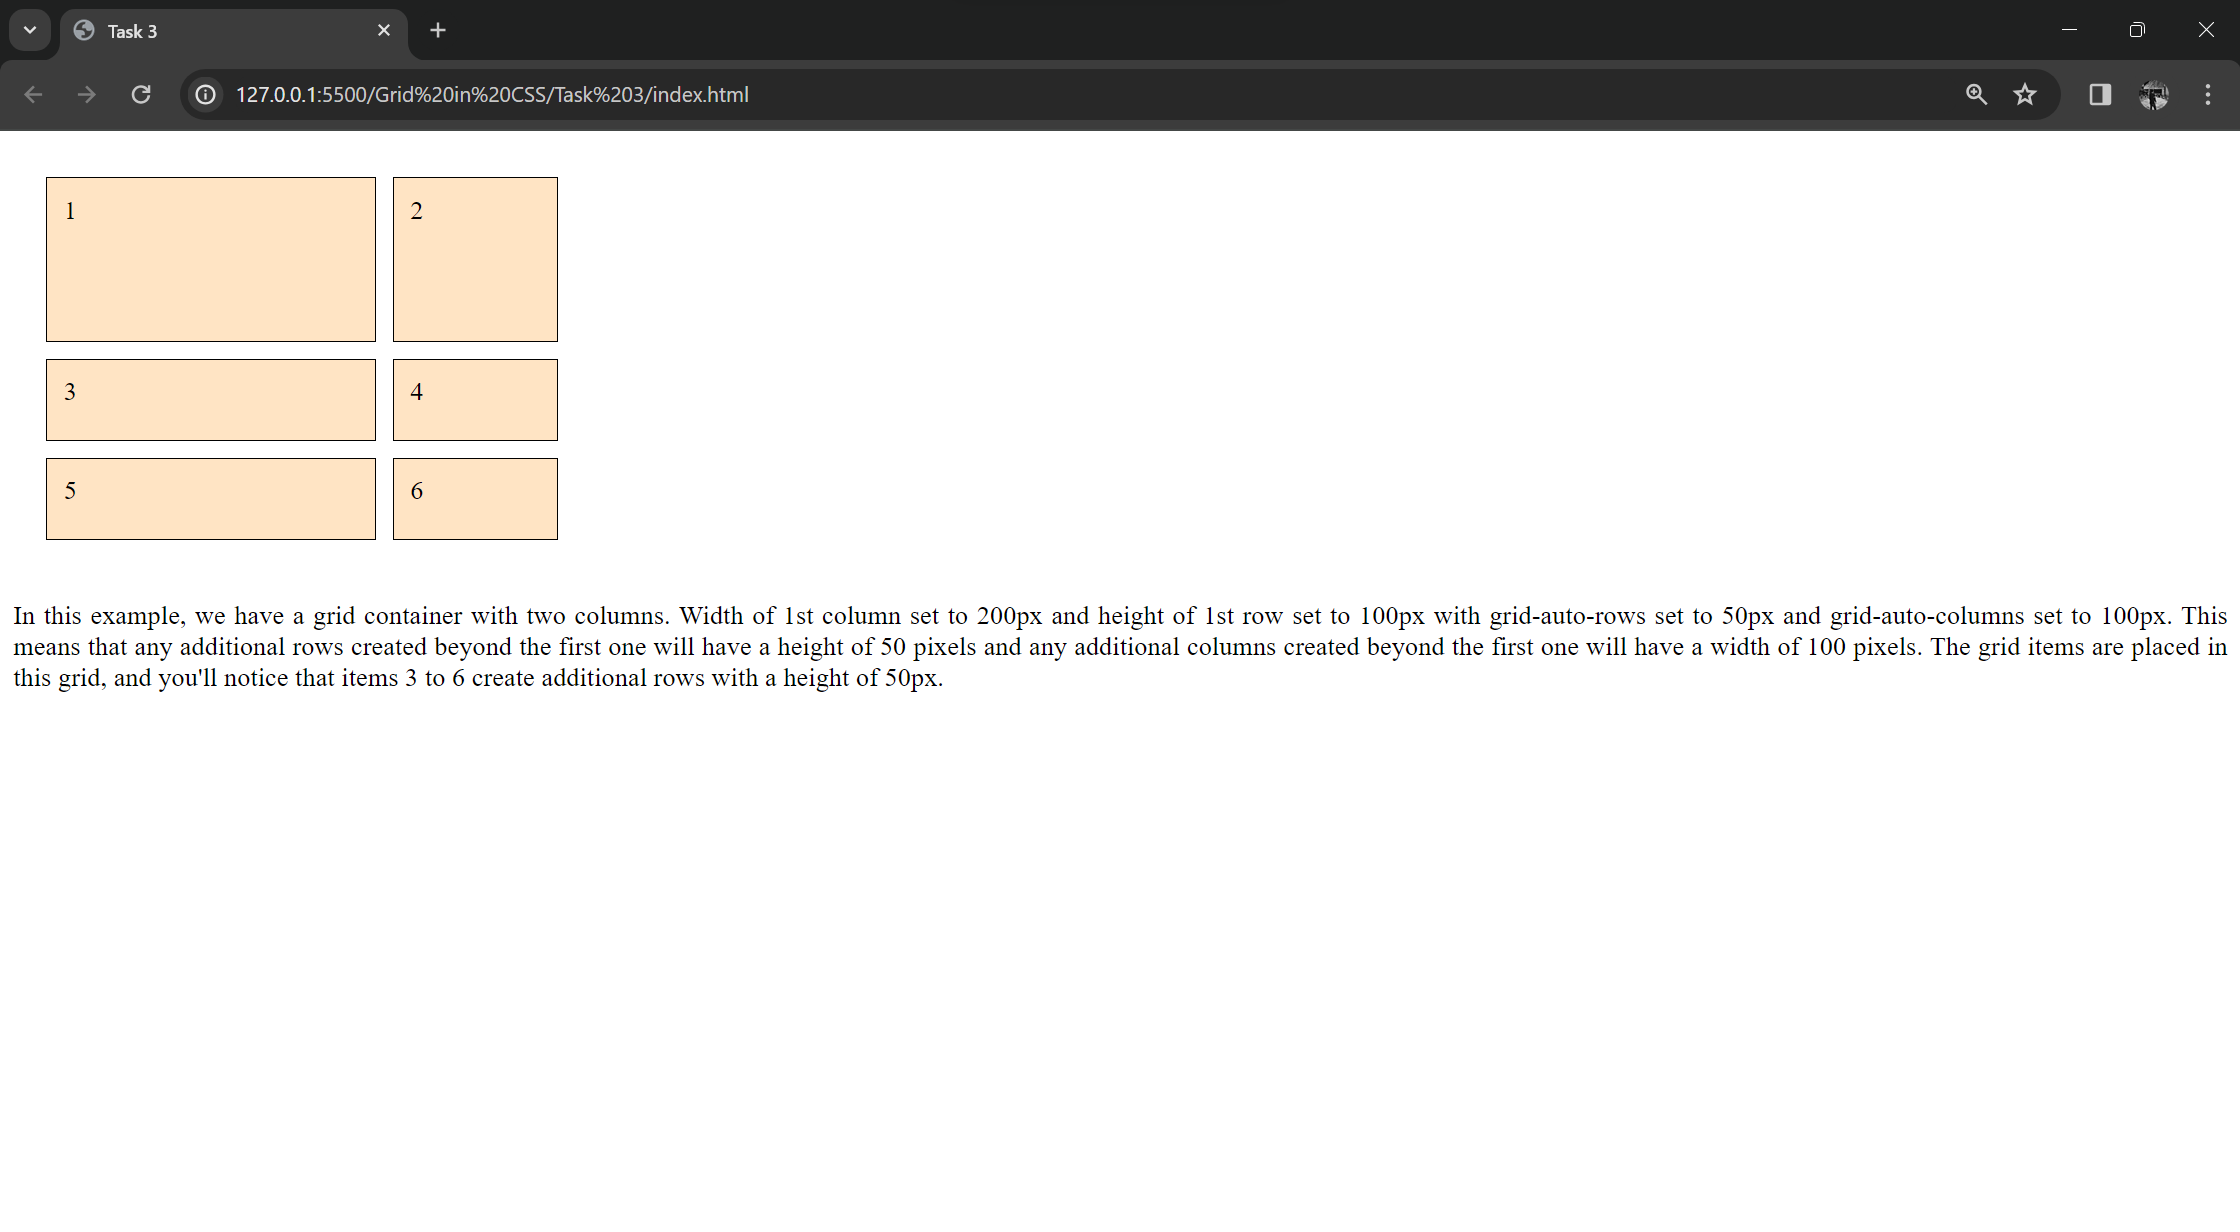 Task 3
127.0.0.1:5500/Grid%20in%20CSS/Task%203/index.html
1
2
3
4
5
6
In this example, we have a grid container with two columns. Width of 1st column set to 200px and height of 1st row set to 100px with grid-auto-rows set to 50px and grid-auto-columns set to 100px. This
means that any additional rows created beyond the first one will have a height of 50 pixels and any additional columns created beyond the first one will have a width of 100 pixels. The grid items are placed in
this grid, and you'll notice that items 3 to 6 create additional rows with a height of 50px.